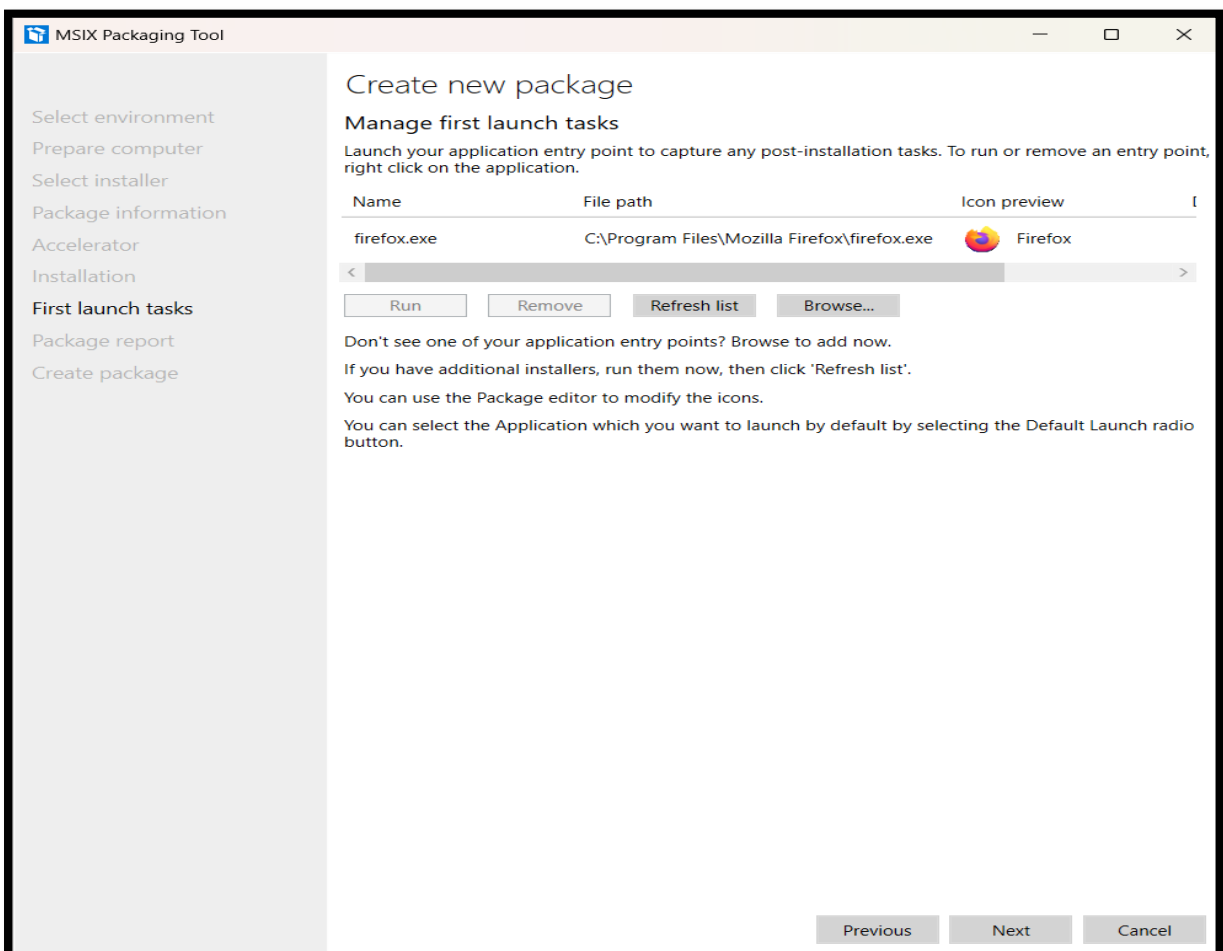 MSIX Packaging Tool
Select environment
Prepare computer
Select installer
Package information
Accelerator
Installation
First launch tasks
Package report
Create package
Create new package
Manage first launch tasks
Launch your application entry point to capture any post-installation tasks. To run or remove an entry point,
right click on the application.
Name File path Icon preview
firefox.exe C:\Program Files\Mozilla Firefox\firefox.exe Firefox
Run Remove Refresh list Browse...
Don't see one of your application entry points? Browse to add now.
If you have additional installers, run them now, then click 'Refresh list'.
You can use the Package editor to modify the icons.
You can select the Application which you want to launch by default by selecting the Default Launch radio
button.
Previous Next Cancel